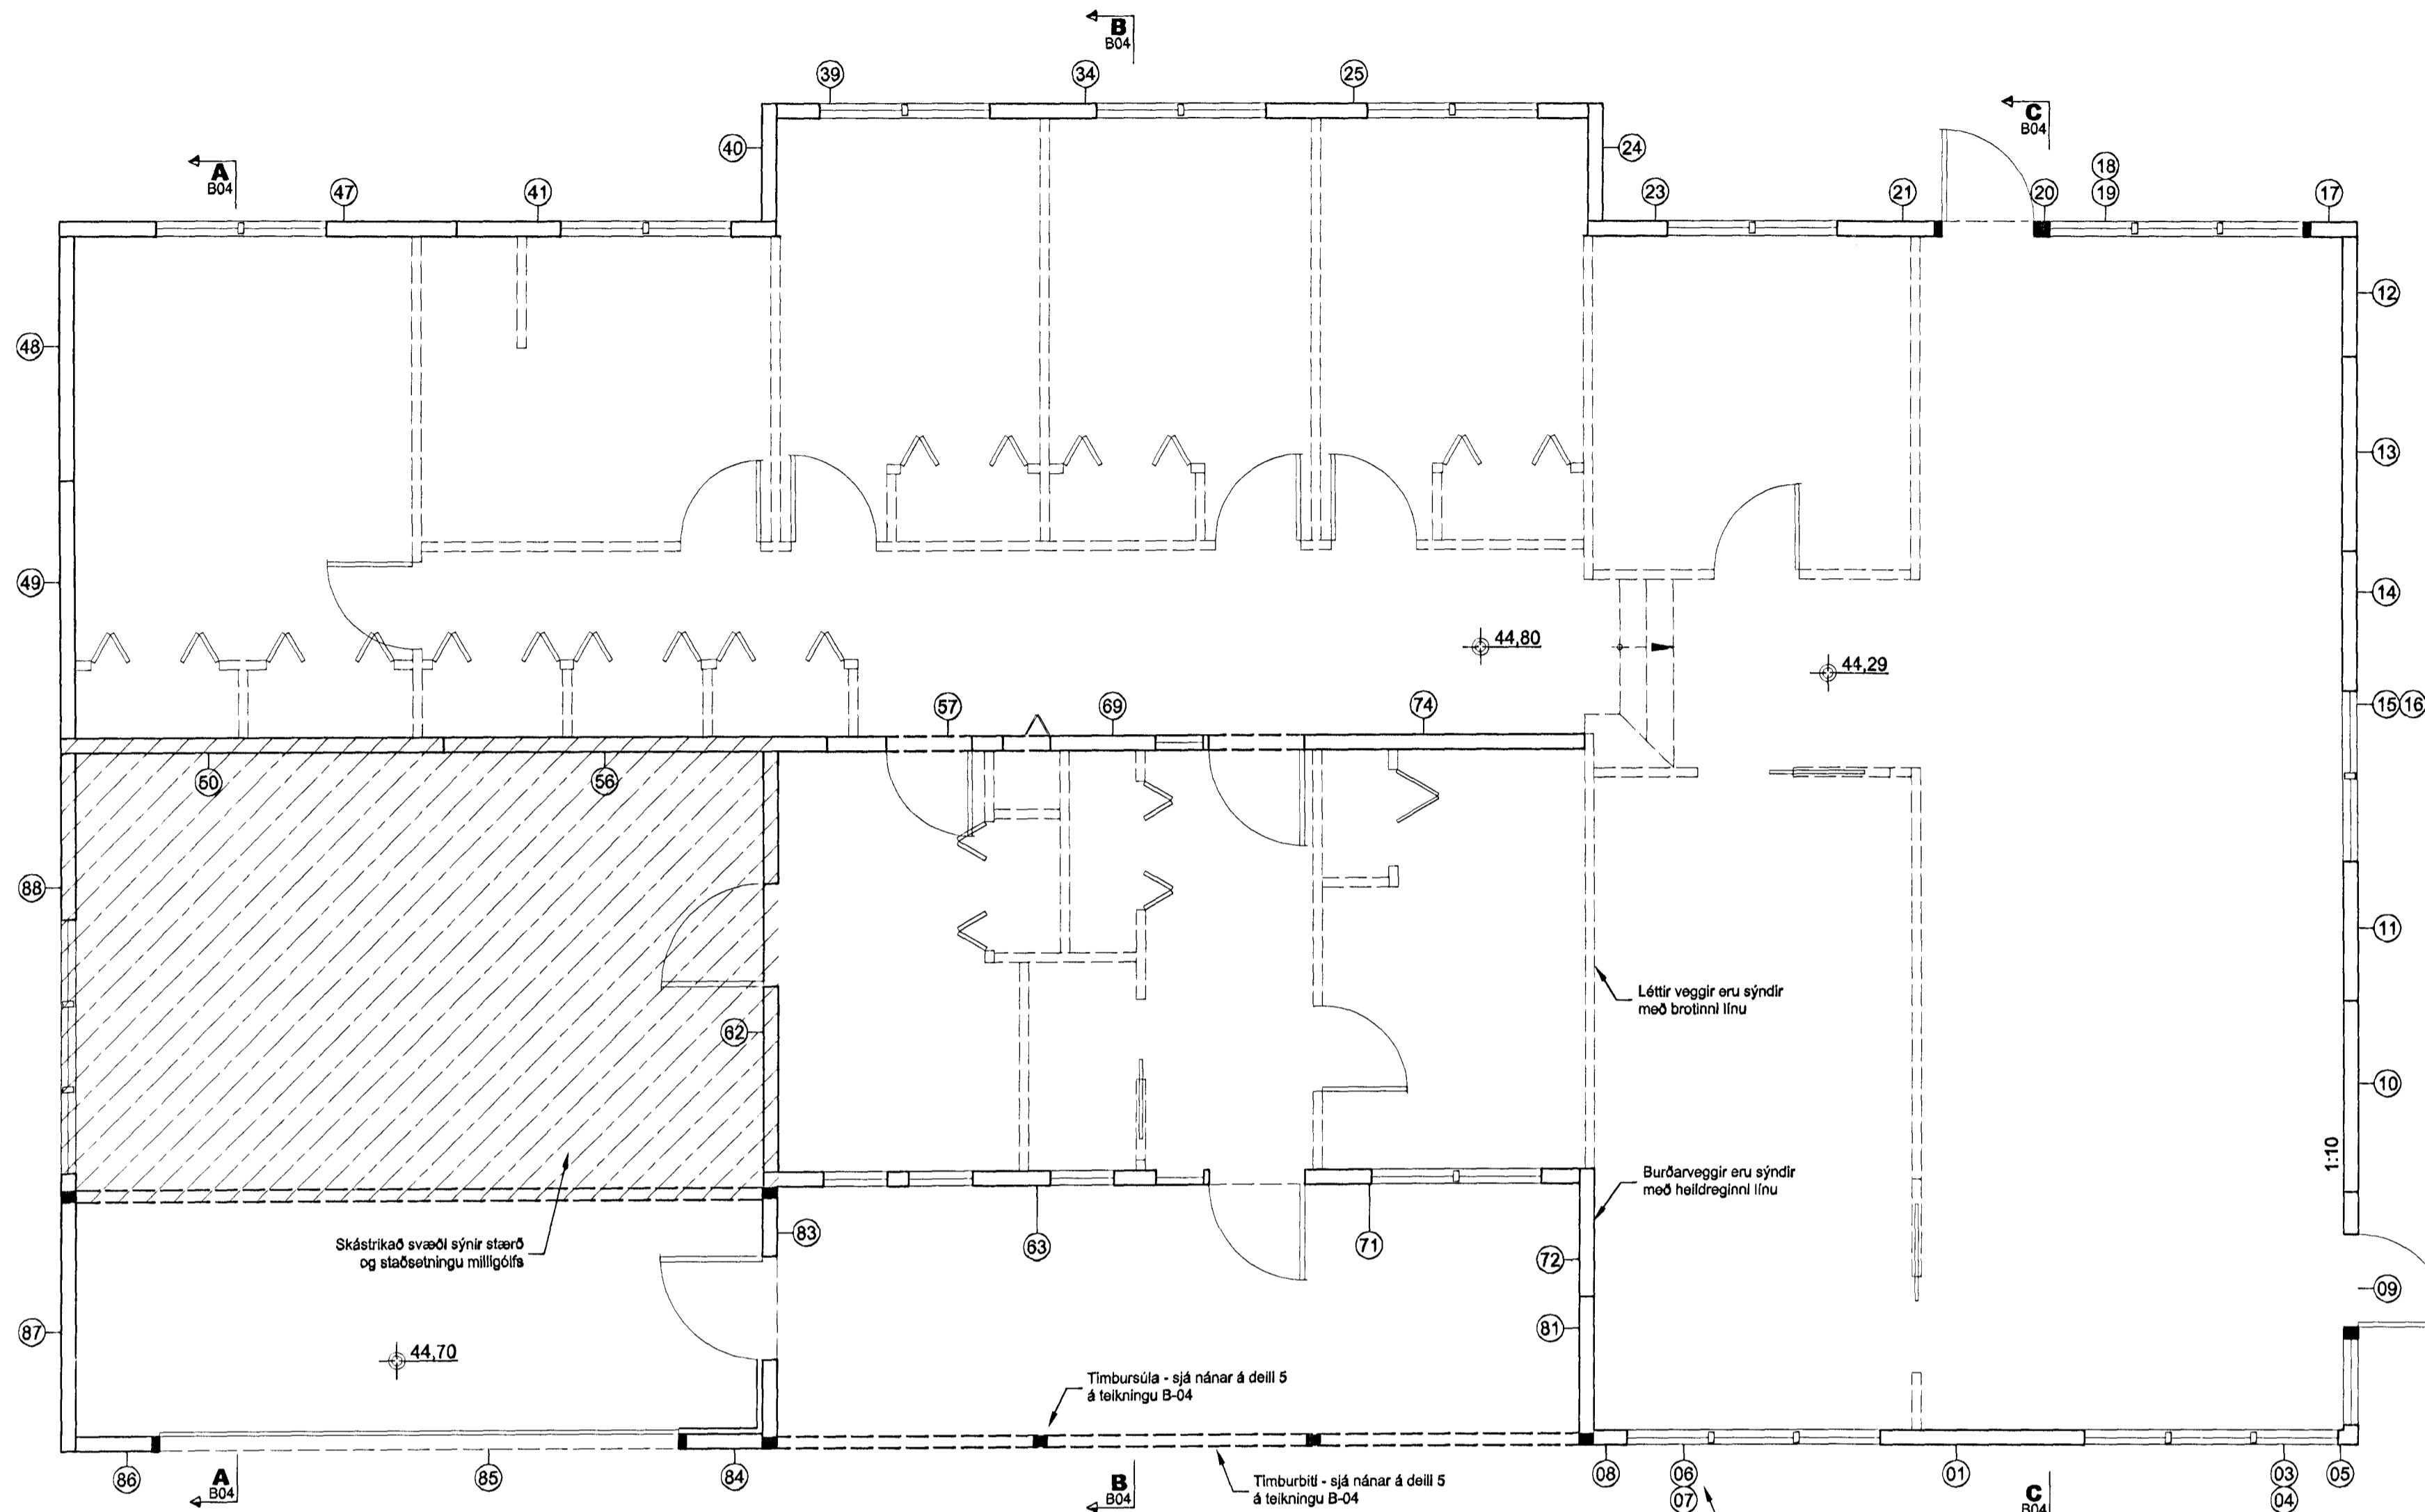 B
B04
39
34
25
C
B04
40
24
A
B04
18
47
41
23
21
20
19
17
12
48
13
49
14
44,80
44,29
57
69
74
15
16
50
56
88
11
Léttir veggir eru sýndir
með brotinni línu
62
10
1:10
Burðarveggir eru sýndir
með heildreginni línu
Skástrikað svæði sýnir stærð
og staðsetningu milligólfs
83
63
71
72
09
87
81
44,70
Timbursúla - sjá nánar á deili 5
á teikningu B-04
86
A
B04
85
84
B
B04
Timburbiti - sjá nánar á deili 5
á teikningu B-04
08
06
07
01
C
B04
03
04
05